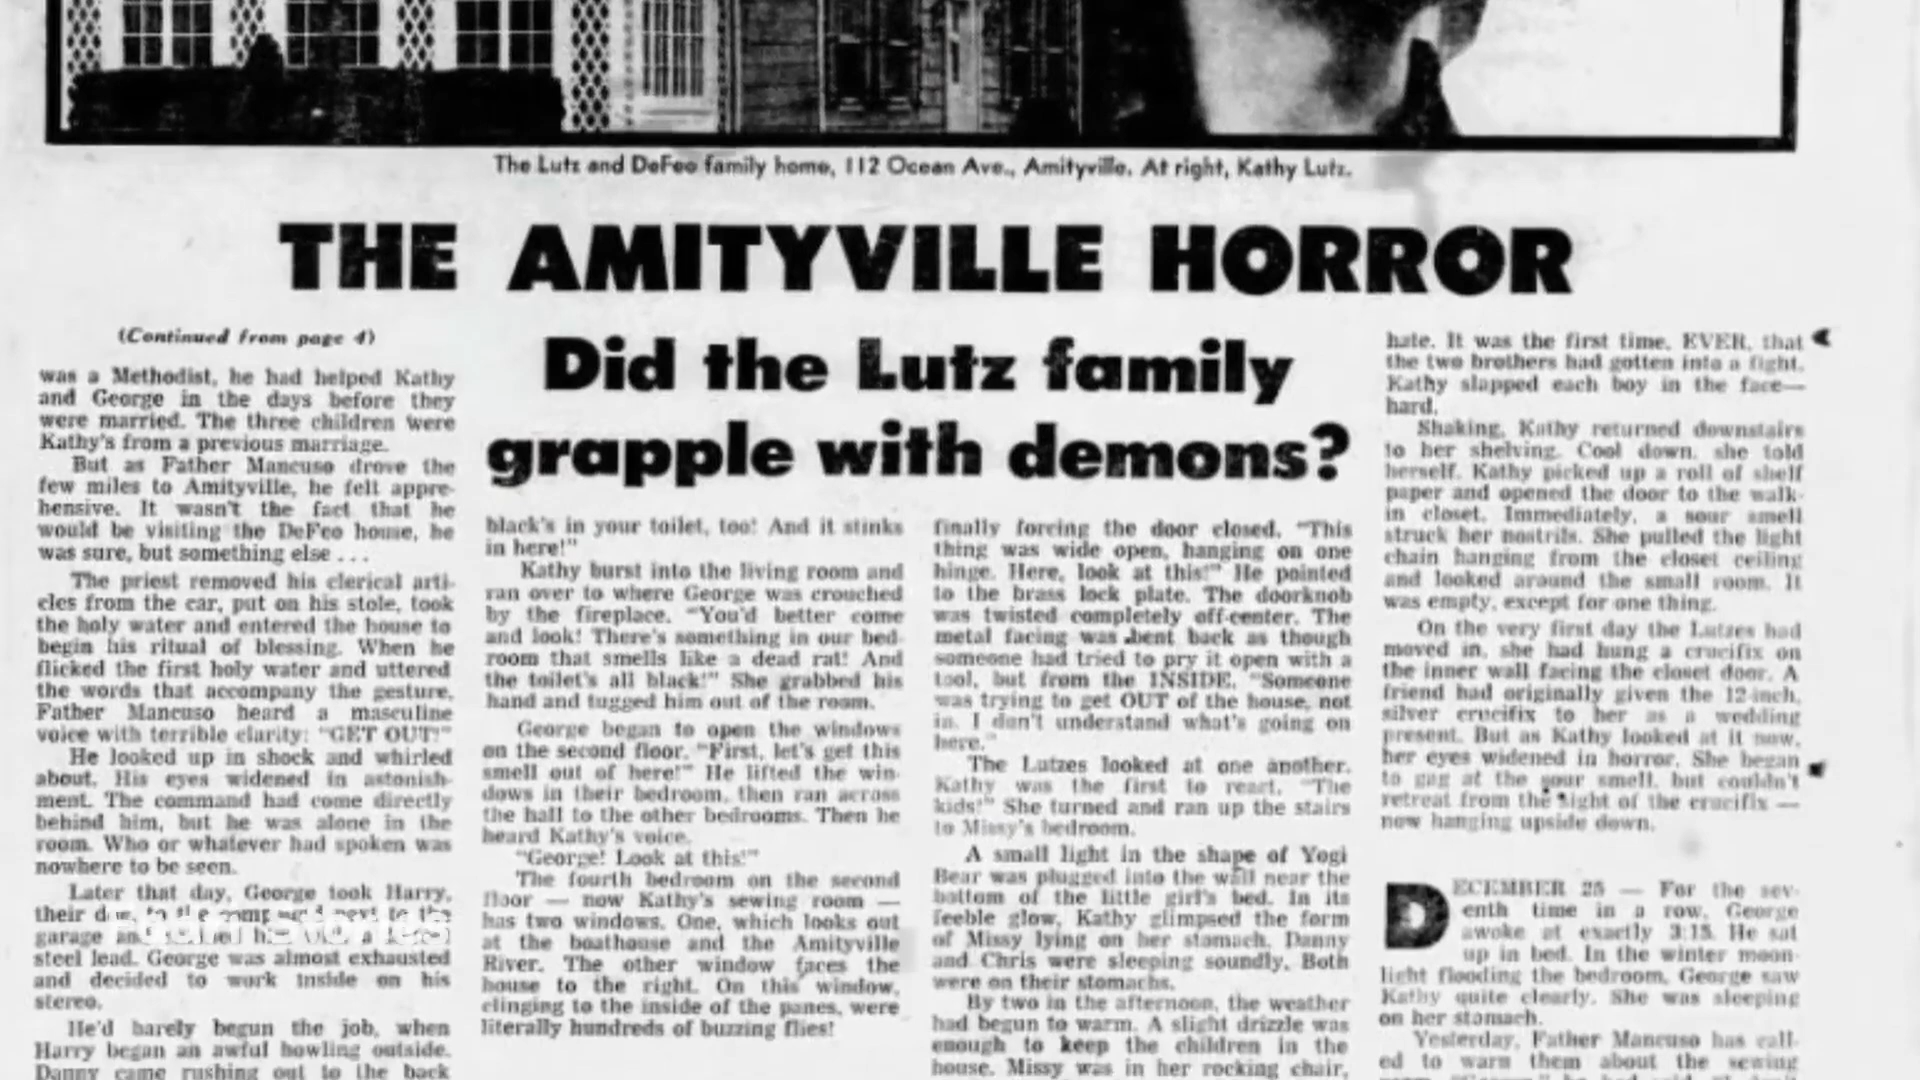 The Lutz and DeFeo family home, 112 Ocean Ave., Amityville. At right, Kathy Lutz.
THE AMITYVILLE HORROR
Did the Lutz family
grapple with demons?
(Continued from page 4)
was a Methodist, he had helped Kathy
and George in the days before they
were married. The three children were
Kathy's from a previous marriage.
But as Father Mancuso drove the
few miles to Amityville, he felt appre-
hensive. It wasn't the fact that he
would be visiting the DeFeo house, he
was sure, but something else . . .
The priest removed his clerical arti-
cles from the car, put on his stole, took
the holy water and entered the house to
begin his ritual of blessing. When he
flicked the first holy water and uttered
the words that accompany the gesture,
Father Mancuso heard a masculine
voice with terrible clarity: "GET OUT!"
He looked up in shock and whirled
about. His eyes widened in astonish-
ment. The command had come directly
behind him, but he was alone in the
room. Who or whatever had spoken was
nowhere to be seen.
Later that day, George took Harry,
their to the next to the
garage and a
steel lead. George was almost exhausted
and decided to work inside on his
stereo.
He'd barely begun the job, when
Harry began an awful howling outside.
Danny came rushing out to the back
black's in your toilet, too! And it stinks
in here!"
Kathy burst into the living room and
ran over to where George was crouched
by the fireplace. "You'd better come
and look! There's something in our bed-
room that smells like a dead rat! And
the toilet's all black!" She grabbed his
hand and tugged him out of the room.
George began to open the windows
on the second floor. "First, let's get this
smell out of here!" He lifted the win-
dows in their bedroom, then ran across
the hall to the other bedrooms. Then he
heard Kathy's voice.
"George! Look at this!"
The fourth bedroom on the second
floor — now Kathy's sewing room —
has two windows. One, which looks out
at the boathouse and the Amityville
River. The other window faces the
house to the right. On this window,
clinging to the inside of the panes, were
literally hundreds of buzzing flies!
finally forcing the door closed. "This
thing was wide open, hanging on one
hinge. Here, look at this!" He pointed
to the brass lock plate. The doorknob
was twisted completely off-center. The
metal facing was bent back as though
someone had tried to pry it open with a
tool, but from the INSIDE. "Someone
was trying to get OUT of the house, not
in. I don't understand what's going on
here."
The Lutzes looked at one another.
Kathy was the first to react. "The
kids!" She turned and ran up the stairs
to Missy's bedroom.
A small light in the shape of Yogi
Bear was plugged into the wall near the
bottom of the little girl's bed. In its
feeble glow, Kathy glimpsed the form
of Missy lying on her stomach. Danny
and Chris were sleeping soundly. Both
were on their stomachs.
By two in the afternoon, the weather
had begun to warm. A slight drizzle was
enough to keep the children in the
house. Missy was in her rocking chair,
hate. It was the first time, EVER, that
the two brothers had gotten into a fight.
Kathy slapped each boy in the face—
hard.
Shaking, Kathy returned downstairs
to her shelving. Cool down, she told
herself. Kathy picked up a roll of shelf
paper and opened the door to the walk-
in closet. Immediately, a sour smell
struck her nostrils. She pulled the light
chain hanging from the closet ceiling
and looked around the small room. It
was empty, except for one thing.
On the very first day the Lutzes had
moved in, she had hung a crucifix on
the inner wall facing the closet door. A
friend had originally given the 12-inch,
silver crucifix to her as a wedding
present. But as Kathy looked at it now,
her eyes widened in horror. She began
to gag at the sour smell, but couldn't
retreat from the sight of the crucifix —
now hanging upside down.
DECEMBER 25 — For the sev-
enth time in a row, George
awoke at exactly 3:15. He sat
up in bed. In the winter moon-
light flooding the bedroom, George saw
Kathy quite clearly. She was sleeping
on her stomach.
Yesterday, Father Mancuso has call-
ed to warn them about the sewing